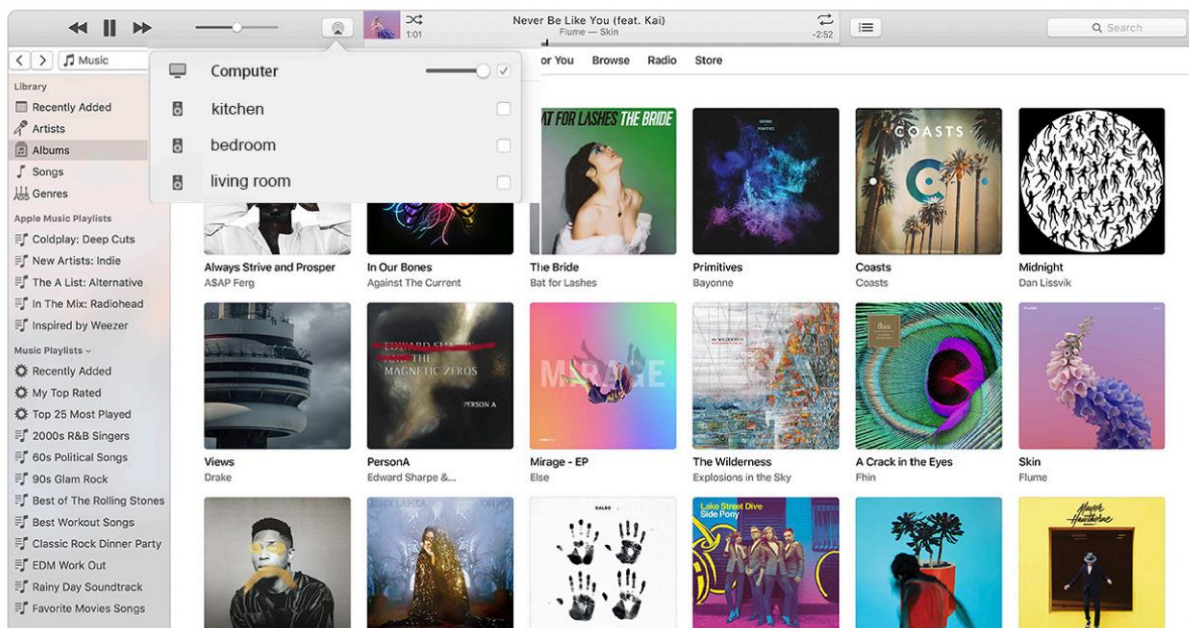 Never Be Like You (feat. Kai)
1:01
Flume — Skin
-2:52
Search
Music
or You Browse Radio Store
Computer
kitchen
bedroom
living room
Library
Recently Added
Artists
Albums
Songs
Genres
Apple Music Playlists
Coldplay: Deep Cuts
New Artists: Indie
The A List: Alternative
In The Mix: Radiohead
Inspired by Weezer
Music Playlists
Recently Added
My Top Rated
Top 25 Most Played
2000s R&B Singers
60s Political Songs
90s Glam Rock
Best of The Rolling Stones
Best Workout Songs
Classic Rock Dinner Party
EDM Work Out
Rainy Day Soundtrack
Favorite Movies Songs
AT FOR LASHES THE BRIDE
COASTS
Always Strive and Prosper
A$AP Ferg
In Our Bones
Against The Current
The Bride
Bat for Lashes
Primitives
Bayonne
Coasts
Coasts
Midnight
Dan Lissvik
EDWARD SHARPE
AND THE
MAGNETIC ZEROS
PERSON A
MIRAGE
the WILDERNESS
fhin
Views
Drake
PersonA
Edward Sharpe &...
Mirage - EP
Else
The Wilderness
Explosions in the Sky
A Crack in the Eyes
Fhin
Skin
Flume
KALEO
Lake Street Dive
Side Pony
Mayer
Hawthorne